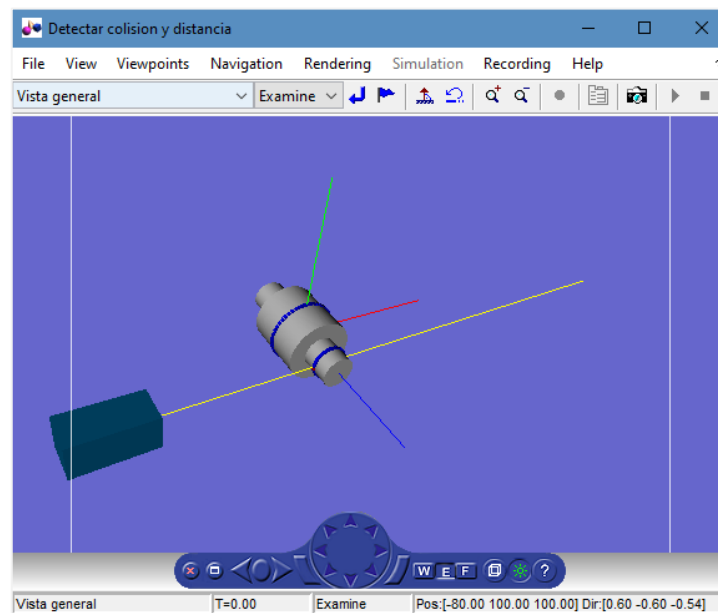 Detectar colision y distancia
File View Viewpoints Navigation Rendering Simulation Recording Help
Vista general Examine
W E F ?
Vista general T=0.00 Examine Pos:[-80.00 100.00 100.00] Dir:[0.60 -0.60 -0.54]